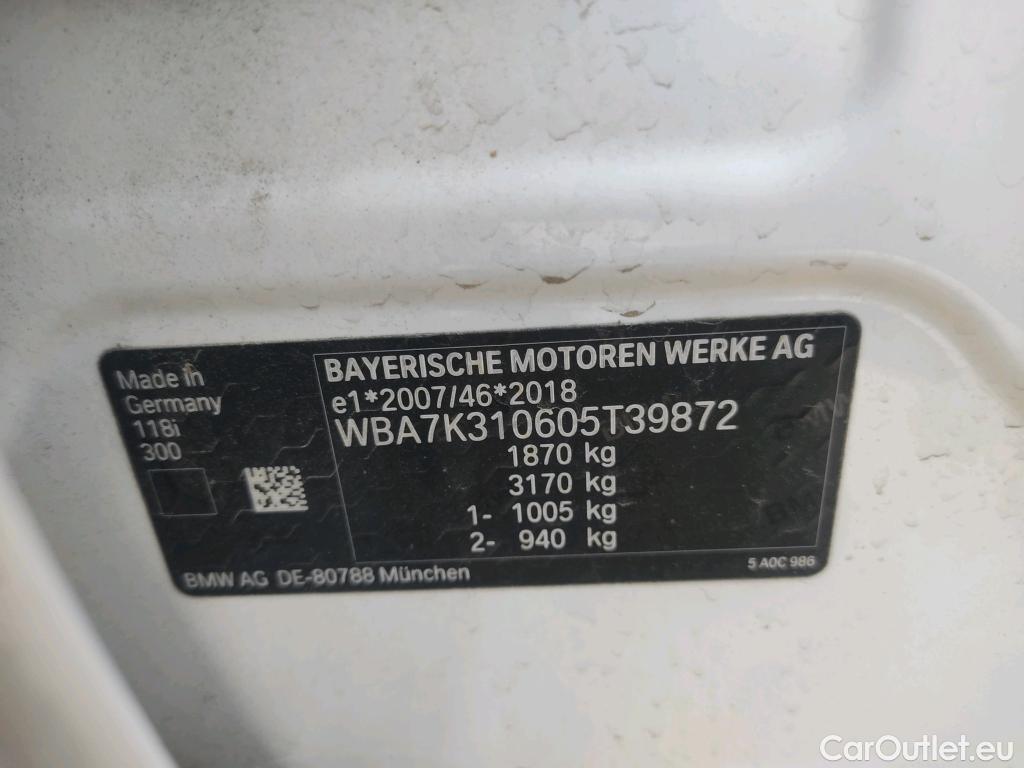 Made in
Germany
118i
300
BAYERISCHE MOTOREN WERKE AG
e1*2007/46*2018
WBA7K310605T39872
1870 kg
3170 kg
1- 1005 kg
2- 940 kg
BMW AG DE-80788 München
5 A0C 986
CarOutlet.eu